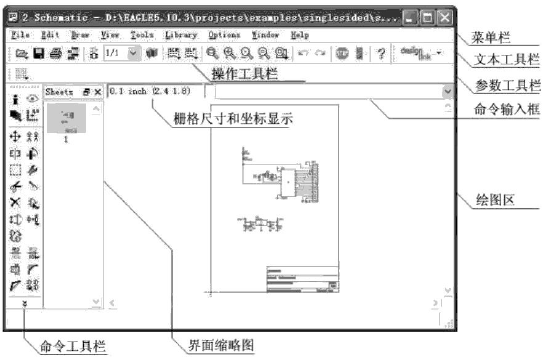 2 Schematic - D:\EAGLE5.10.3\projects\examples\singlesided\s...
File Edit Draw View Tools Library Options Window Help
菜单栏
1/1
design link
文本工具栏
操作工具栏
参数工具栏
Sheets
0.1 inch (2.4 1.8)
命令输入框
栅格尺寸和坐标显示
1
绘图区
命令工具栏
界面缩略图